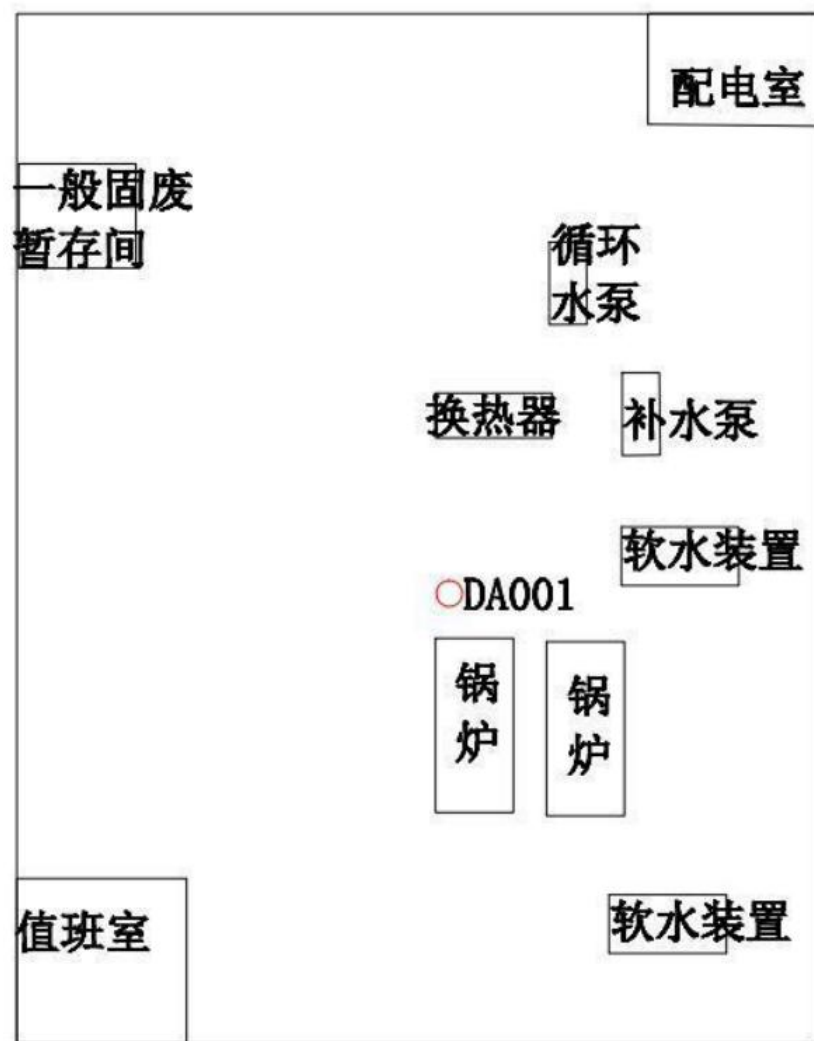 配电室
一般固废
暂存间
循环
水泵
换热器
补水泵
软水装置
DA001
锅
炉
锅
炉
值班室
软水装置